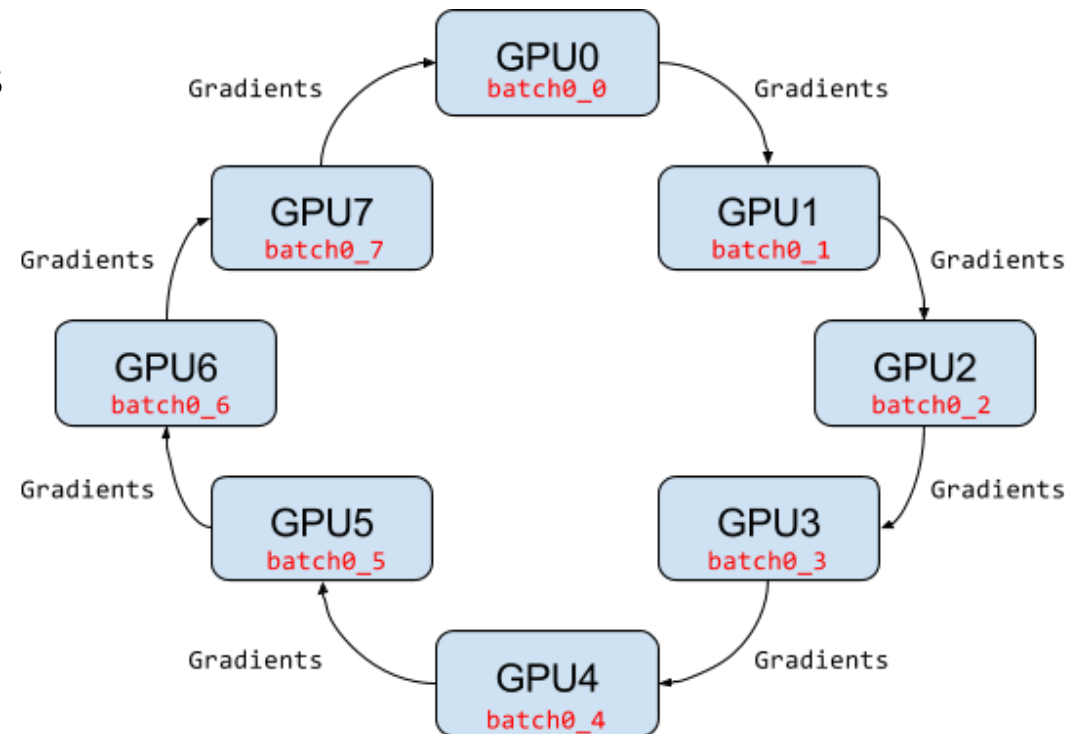 GPU0
batch0_0
Gradients
Gradients
GPU7
batch0_7
GPU1
batch0_1
Gradients
Gradients
GPU6
batch0_6
GPU2
batch0_2
Gradients
Gradients
GPU5
batch0_5
GPU3
batch0_3
Gradients
Gradients
GPU4
batch0_4